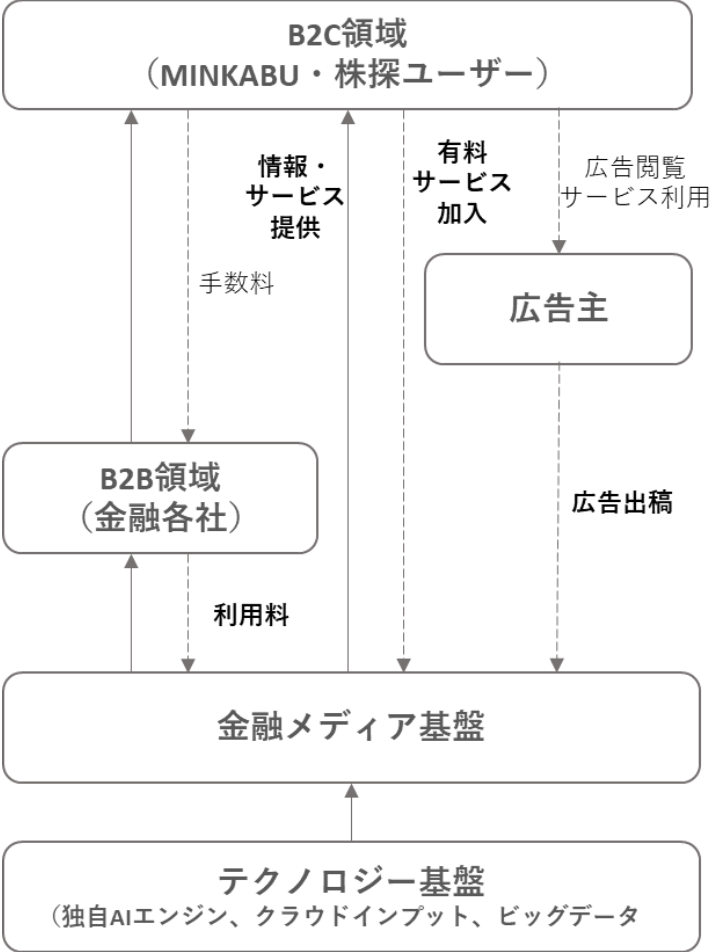 B2C領域
（MINKABU・株探ユーザー）
情報・
サービス
提供
有料
サービス
加入
広告閲覧
サービス利用
手数料
広告主
B2B領域
（金融各社）
広告出稿
利用料
金融メディア基盤
テクノロジー基盤
（独自AIエンジン、クラウドインプット、ビッグデータ